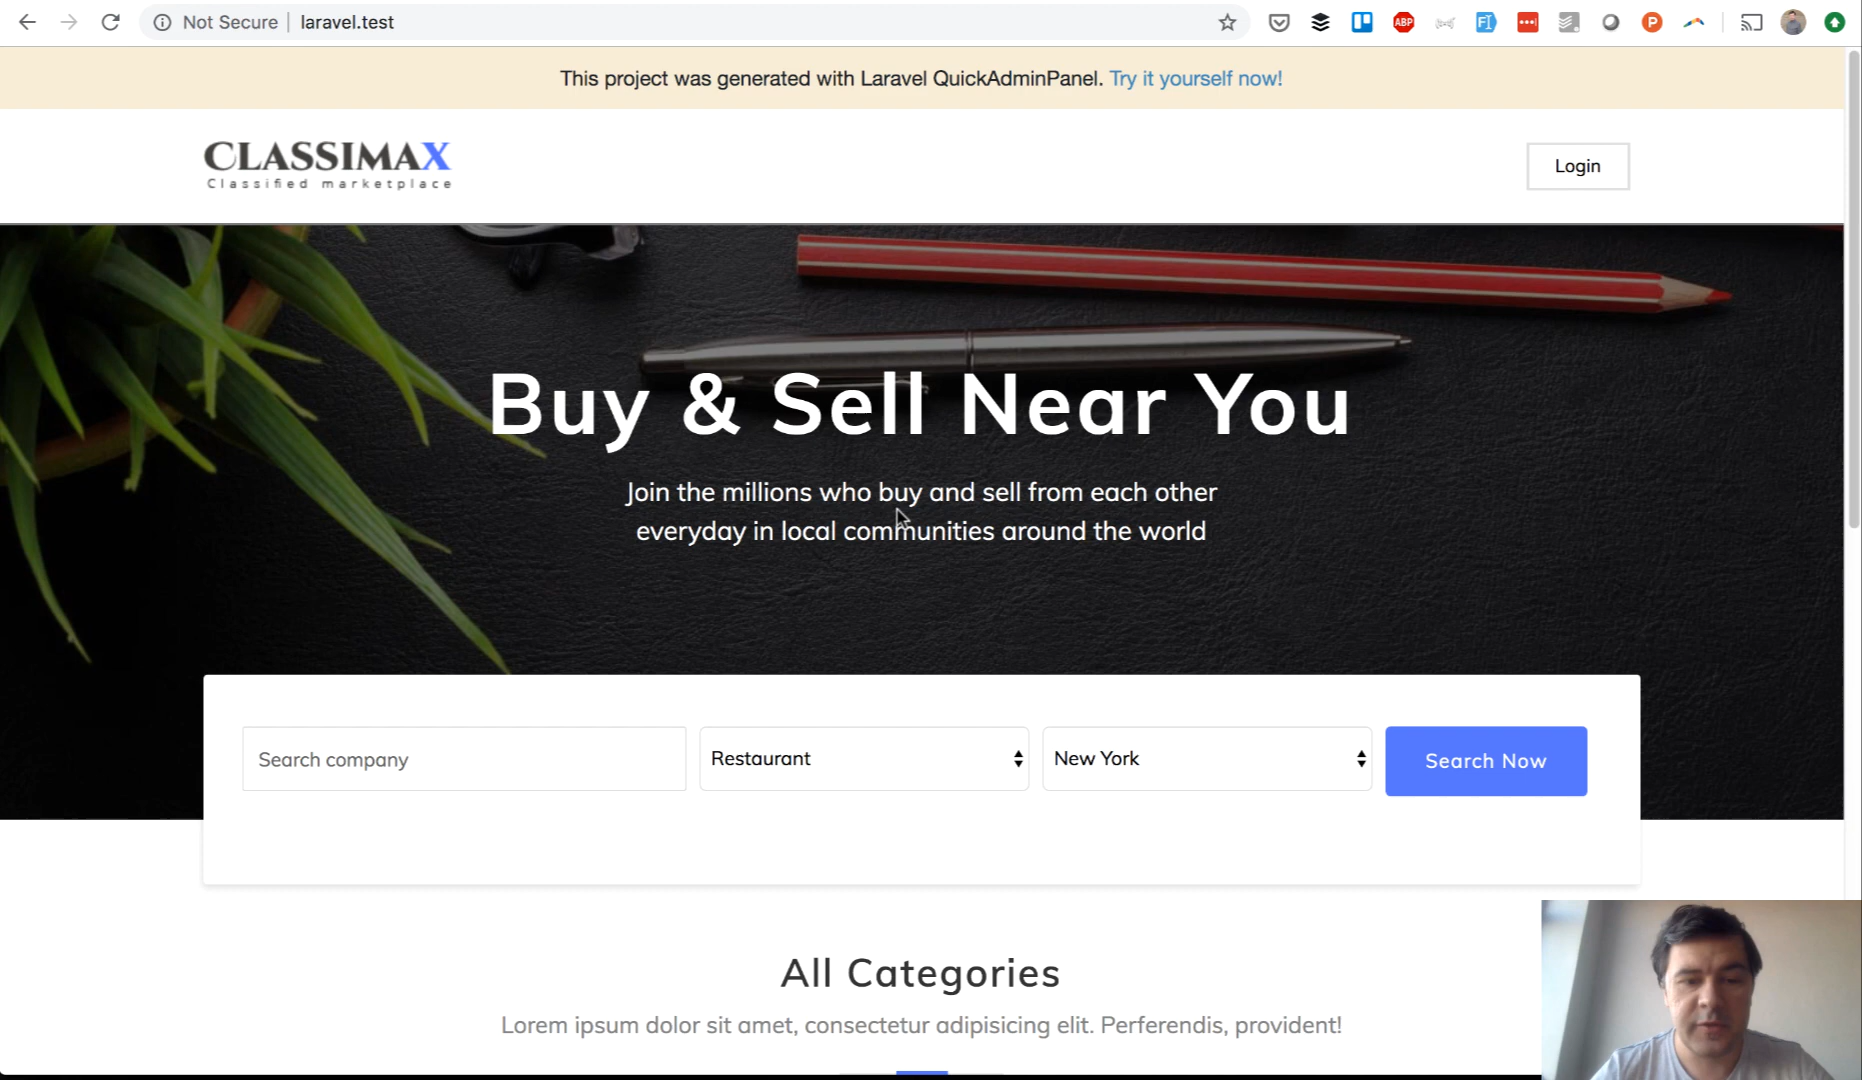 Not Secure | laravel.test
ABP
P
This project was generated with Laravel QuickAdminPanel. Try it yourself now!
CLASSIMAX
Classified marketplace
Login
Buy & Sell Near You
Join the millions who buy and sell from each other
everyday in local communities around the world
Search company
Restaurant
New York
Search Now
All Categories
Lorem ipsum dolor sit amet, consectetur adipisicing elit. Perferendis, provident!